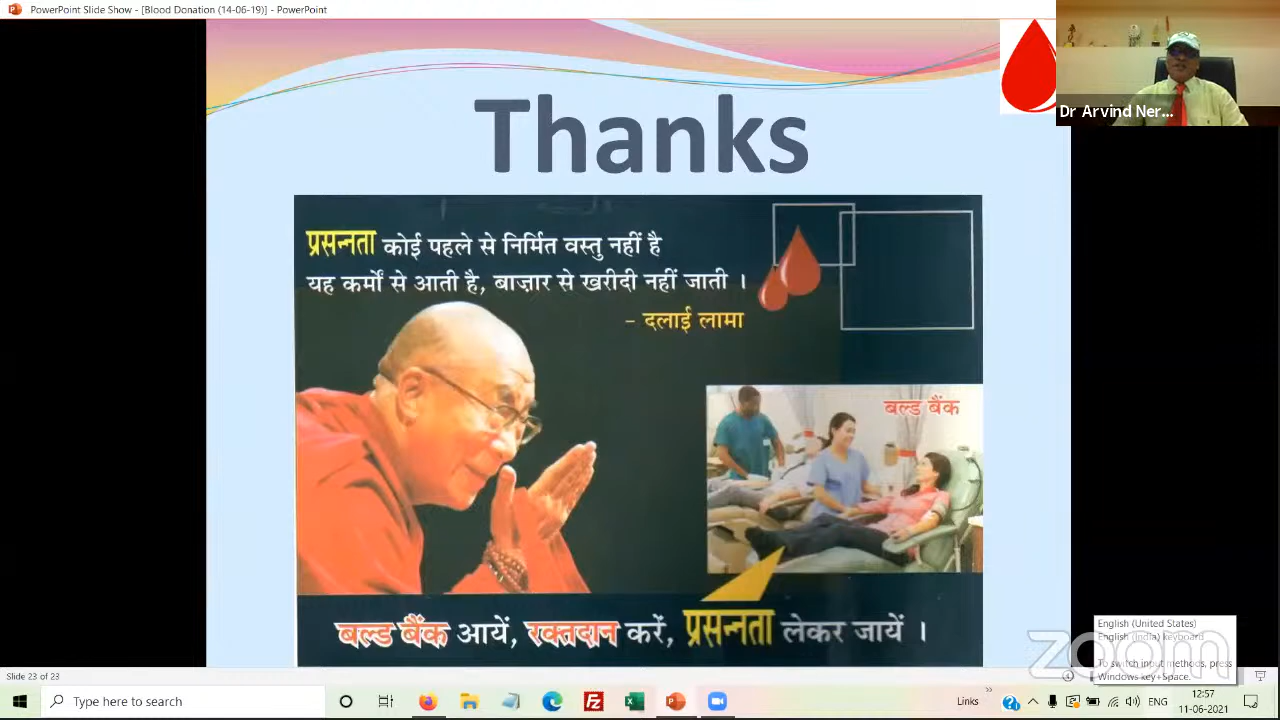 PowerPoint Slide Show - [Blood Donation (14-06-19)] - PowerPoint
Dr Arvind Ner...
Thanks
प्रसन्नता कोई पहले से निर्मित वस्तु नहीं है
यह कर्मों से आती है, बाज़ार से खरीदी नहीं जाती ।
– दलाई लामा
बल्ड बैंक
बल्ड बैंक आयें, रक्तदान करें, प्रसन्नता लेकर जायें ।
English (United States)
English (India) keyboard
To switch input methods, press
Windows key+Space.
zoom
Slide 23 of 23
Type here to search
Links
ENG
12:57
11-06-2021